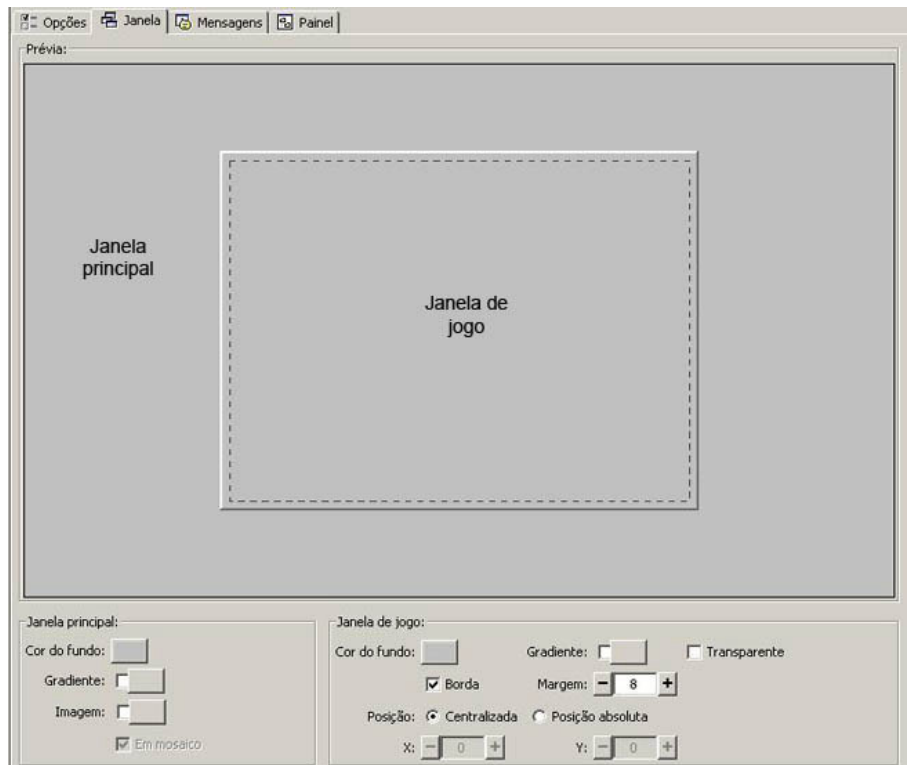 Opções Janela Mensagens Painel
Prévia:
Janela
principal
Janela de
jogo
Janela principal:
Cor do fundo:
Gradiente:
Imagem:
Em mosaico
Janela de jogo:
Cor do fundo: Gradiente: Transparente
Borda Margem: - 8 +
Posição: Centralizada Posição absoluta
X: - 0 + Y: - 0 +